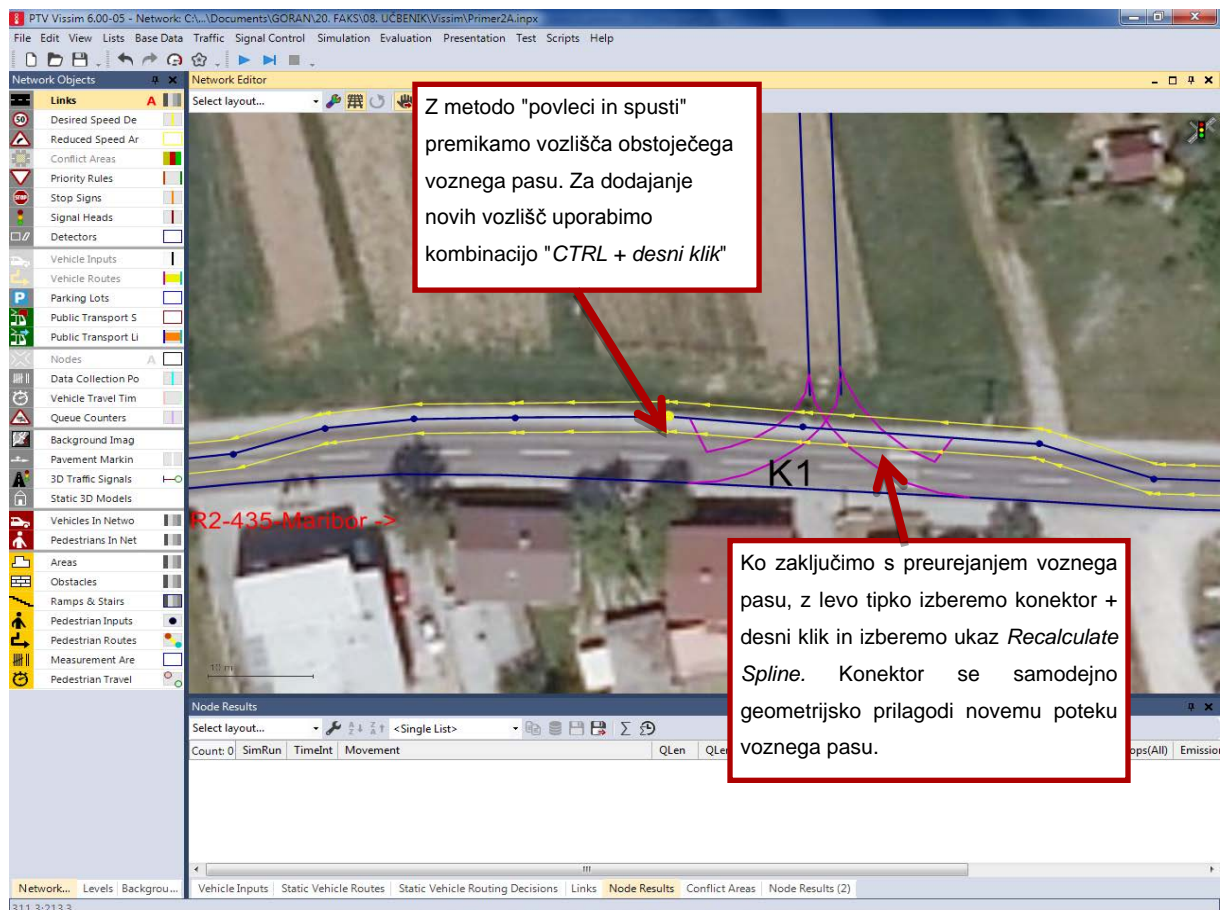 PTV Vissim 6.00-05 - Network: C:\...\Documents\GORAN\20. FAKS\08. UČBENIK\Vissim\Primer2A.inpx
File Edit View Lists Base Data Traffic Signal Control Simulation Evaluation Presentation Test Scripts Help
Network Objects
Network Editor
Select layout...
Links A
50 Desired Speed De
Reduced Speed Ar
Conflict Areas
Priority Rules
STOP Stop Signs
Signal Heads
Detectors
Vehicle Inputs
Vehicle Routes
P Parking Lots
Public Transport S
Public Transport Li
Nodes A
Data Collection Po
Vehicle Travel Tim
Queue Counters
Background Imag
Pavement Markin
3D Traffic Signals
Static 3D Models
Vehicles In Netwo
Pedestrians In Net
Areas
Obstacles
Ramps & Stairs
Pedestrian Inputs
Pedestrian Routes
Measurement Are
Pedestrian Travel
Z metodo "povleci in spusti"
premikamo vozlišča obstoječega
voznega pasu. Za dodajanje
novih vozlišč uporabimo
kombinacijo "CTRL + desni klik"
K1
R2-435-Maribor ->
10 m
Ko zaključimo s preurejanjem voznega
pasu, z levo tipko izberemo konektor +
desni klik in izberemo ukaz Recalculate
Spline. Konektor se samodejno
geometrijsko prilagodi novemu poteku
voznega pasu.
Node Results
Select layout... <Single List>
Count: 0 SimRun TimeInt Movement QLen QLen ops(All) Emission
Network... Levels Backgrou...
Vehicle Inputs Static Vehicle Routes Static Vehicle Routing Decisions Links Node Results Conflict Areas Node Results (2)
311.3:213.3